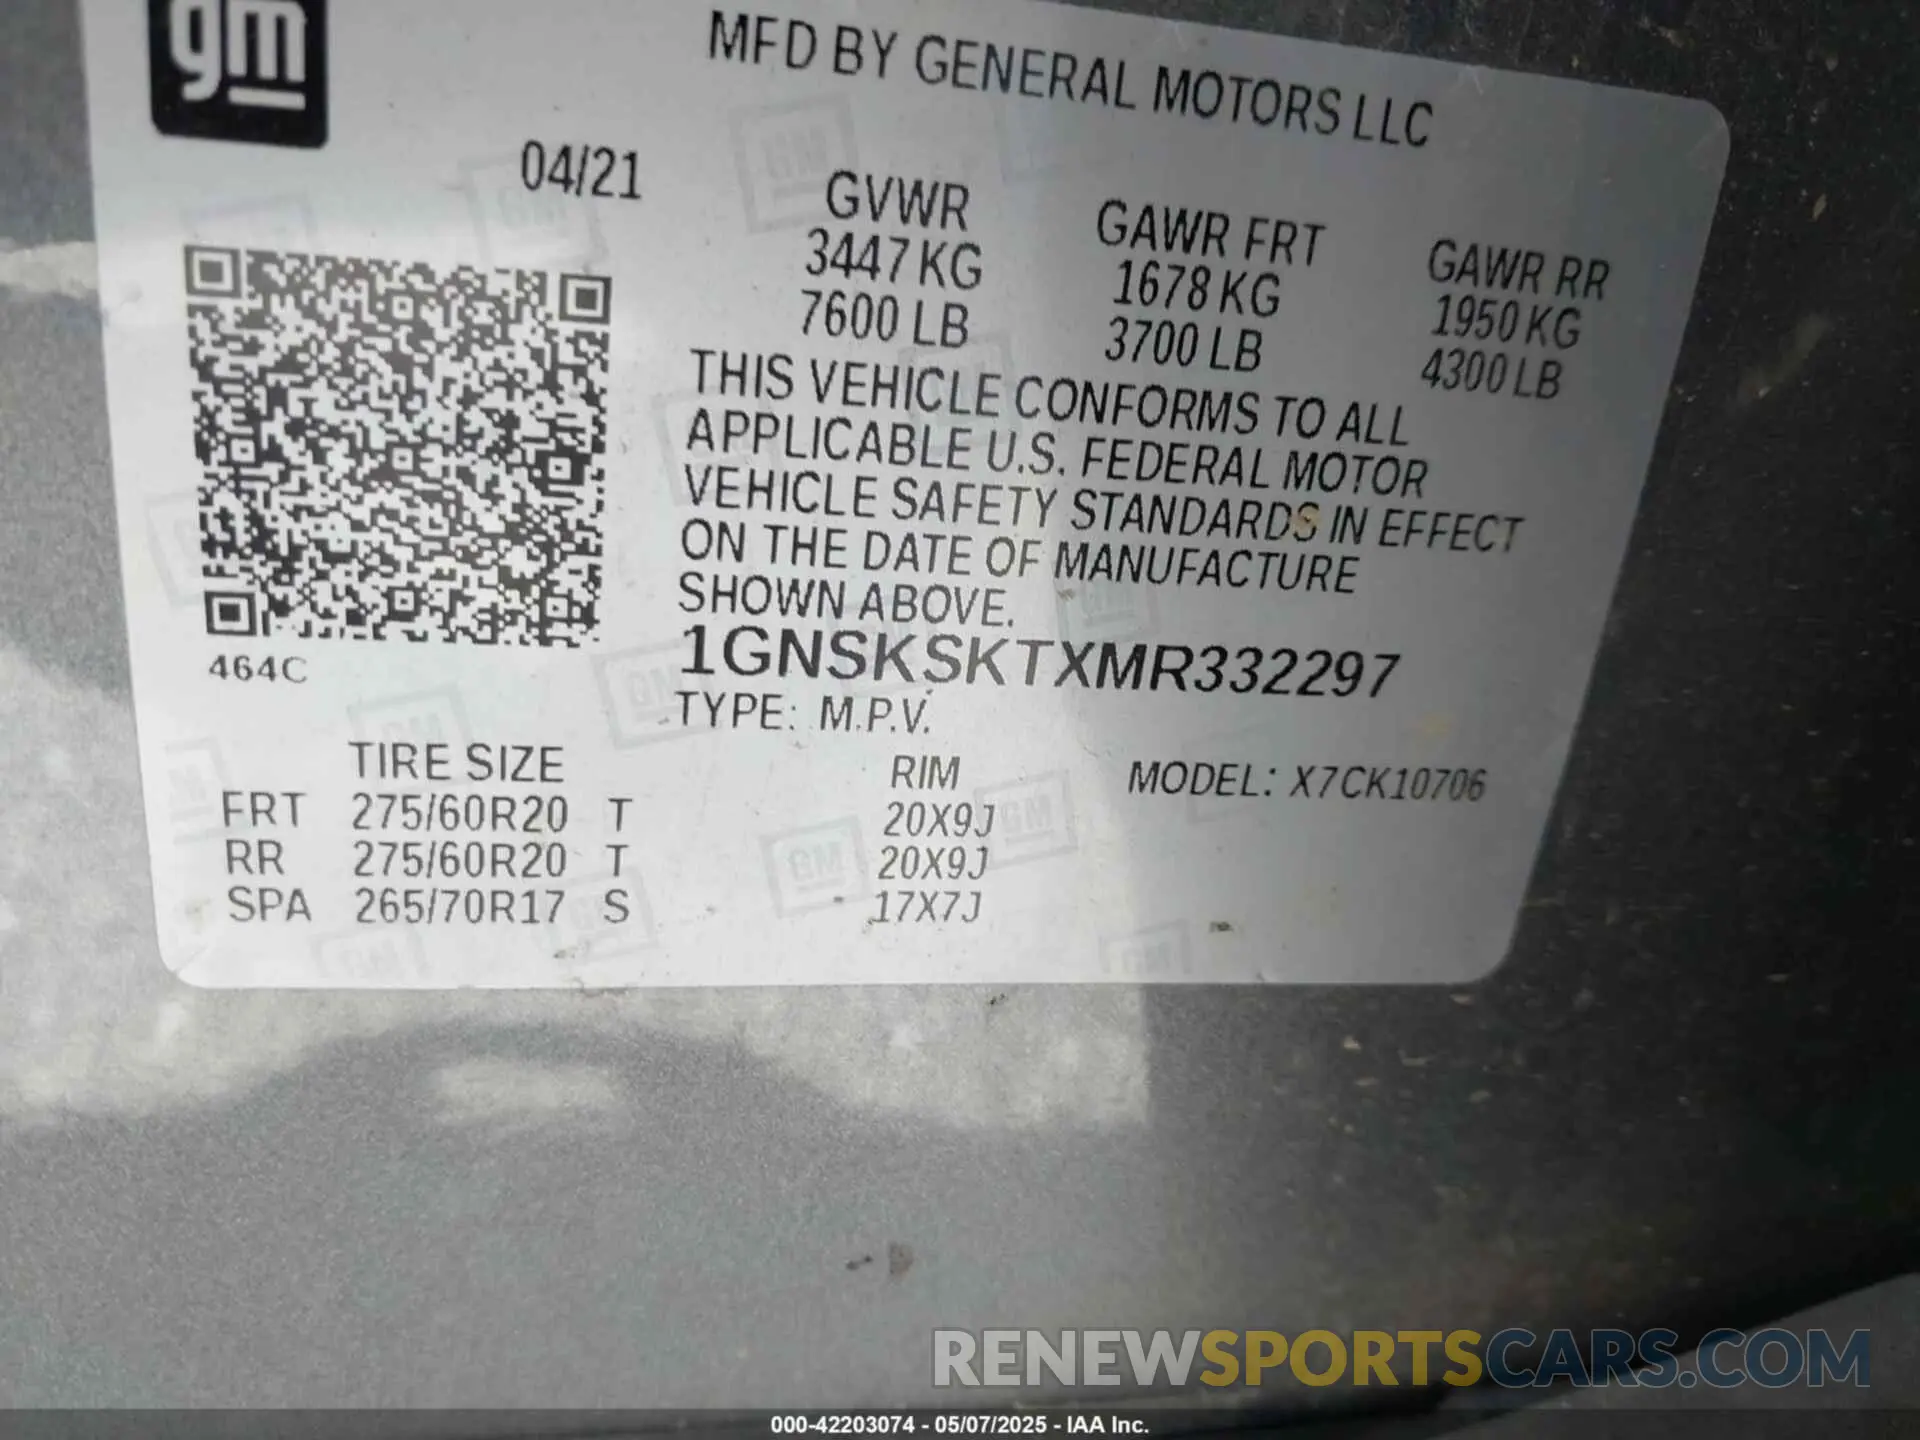 gm
MFD BY GENERAL MOTORS LLC
04/21
GVWR
3447 KG
7600 LB
GAWR FRT
1678 KG
3700 LB
GAWR RR
1950 KG
4300 LB
THIS VEHICLE CONFORMS TO ALL
APPLICABLE U.S. FEDERAL MOTOR
VEHICLE SAFETY STANDARDS IN EFFECT
ON THE DATE OF MANUFACTURE
SHOWN ABOVE.
464C
1GNSKSKTXMR332297
TYPE: M.P.V.
MODEL: X7CK10706
TIRE SIZE RIM
FRT 275/60R20 T 20X9J
RR 275/60R20 T 20X9J
SPA 265/70R17 S 17X7J
RENEWSPORTSCARS.COM
000-42203074 - 05/07/2025 - IAA Inc.